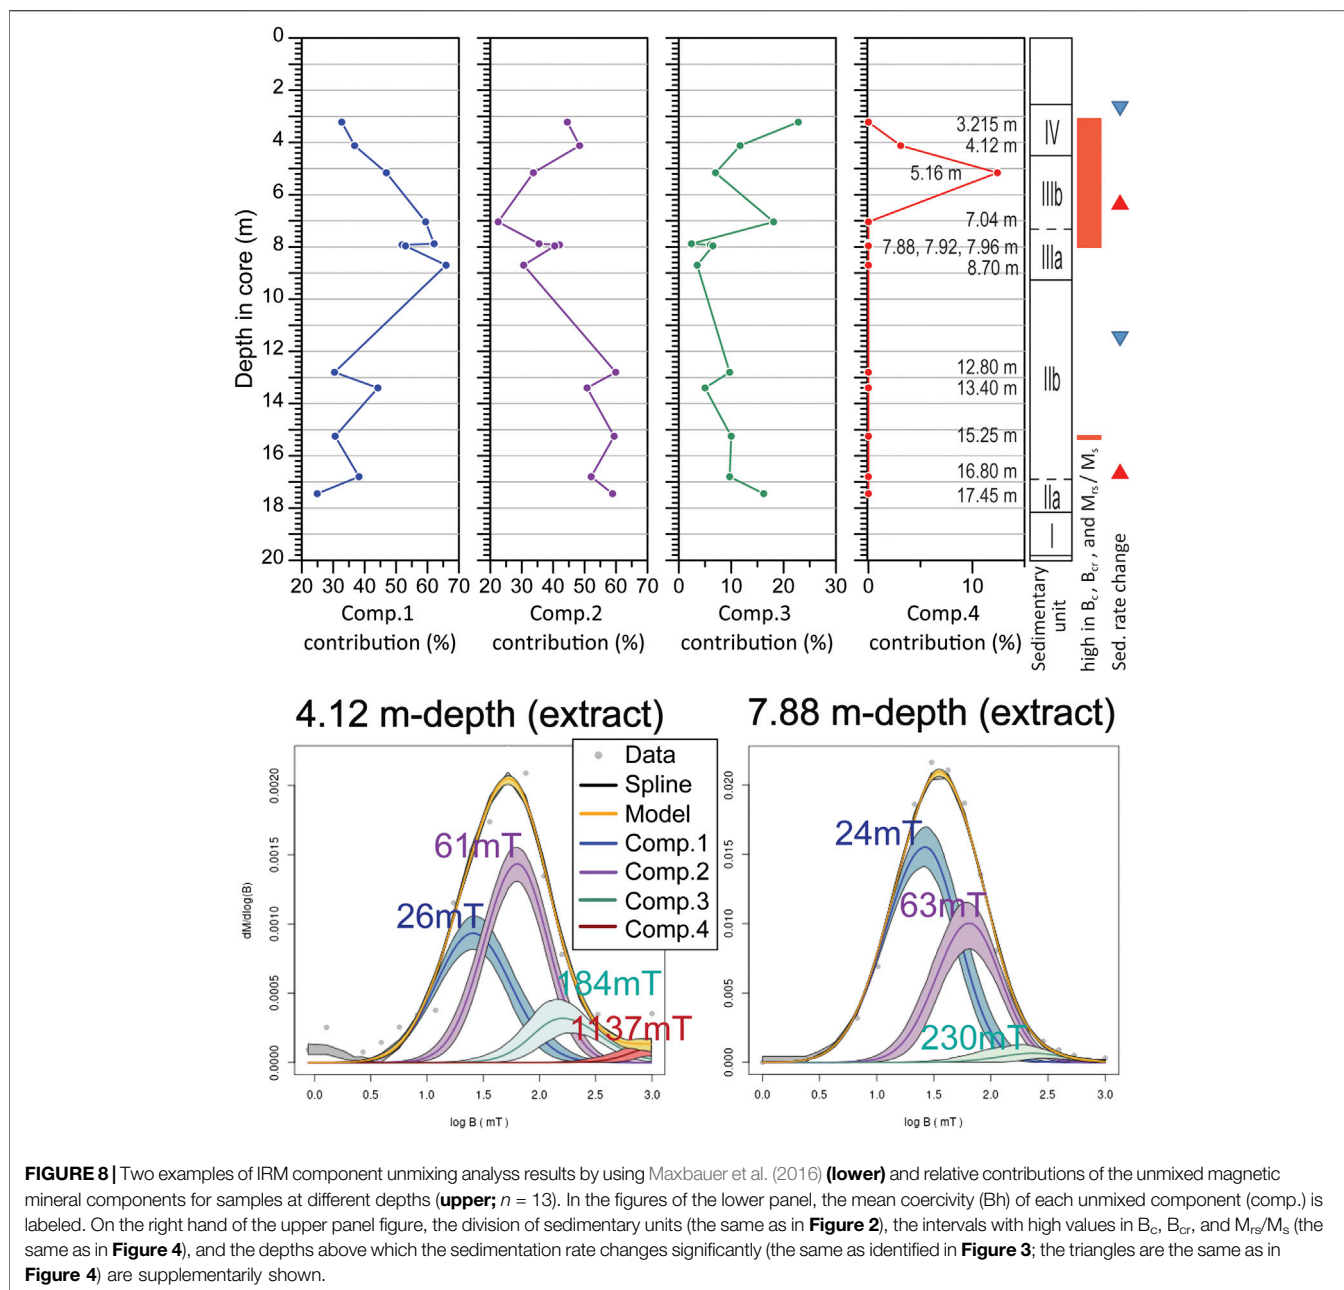 0
2
4
6
8
10
12
14
16
18
20
Depth in core (m)
20 30 40 50 60 70
Comp.1
contribution (%)
20 30 40 50 60 70
Comp.2
contribution (%)
0 10 20 30
Comp.3
contribution (%)
0 10
Comp.4
contribution (%)
3.215 m
4.12 m
5.16 m
7.04 m
7.88, 7.92, 7.96 m
8.70 m
12.80 m
13.40 m
15.25 m
16.80 m
17.45 m
IV
IIIb
IIIa
IIb
IIa
I
Sedimentary
unit
high in Bc, Bcr, and Mrs / Ms
Sed. rate change
4.12 m-depth (extract)
dM/dlog(B)
0.0020
0.0015
0.0010
0.0005
0.0000
61mT
26mT
184mT
1137mT
0.0 0.5 1.0 1.5 2.0 2.5 3.0
log B ( mT )
Data
Spline
Model
Comp.1
Comp.2
Comp.3
Comp.4
7.88 m-depth (extract)
0.020
0.015
0.010
0.005
0.000
24mT
63mT
230mT
0.0 0.5 1.0 1.5 2.0 2.5 3.0
log B ( mT )
FIGURE 8 | Two examples of IRM component unmixing analyss results by using Maxbauer et al. (2016) (lower) and relative contributions of the unmixed magnetic
mineral components for samples at different depths (upper; n = 13). In the figures of the lower panel, the mean coercivity (Bh) of each unmixed component (comp.) is
labeled. On the right hand of the upper panel figure, the division of sedimentary units (the same as in Figure 2), the intervals with high values in Bc, Bcr, and Mrs/Ms (the
same as in Figure 4), and the depths above which the sedimentation rate changes significantly (the same as identified in Figure 3; the triangles are the same as in
Figure 4) are supplementarily shown.